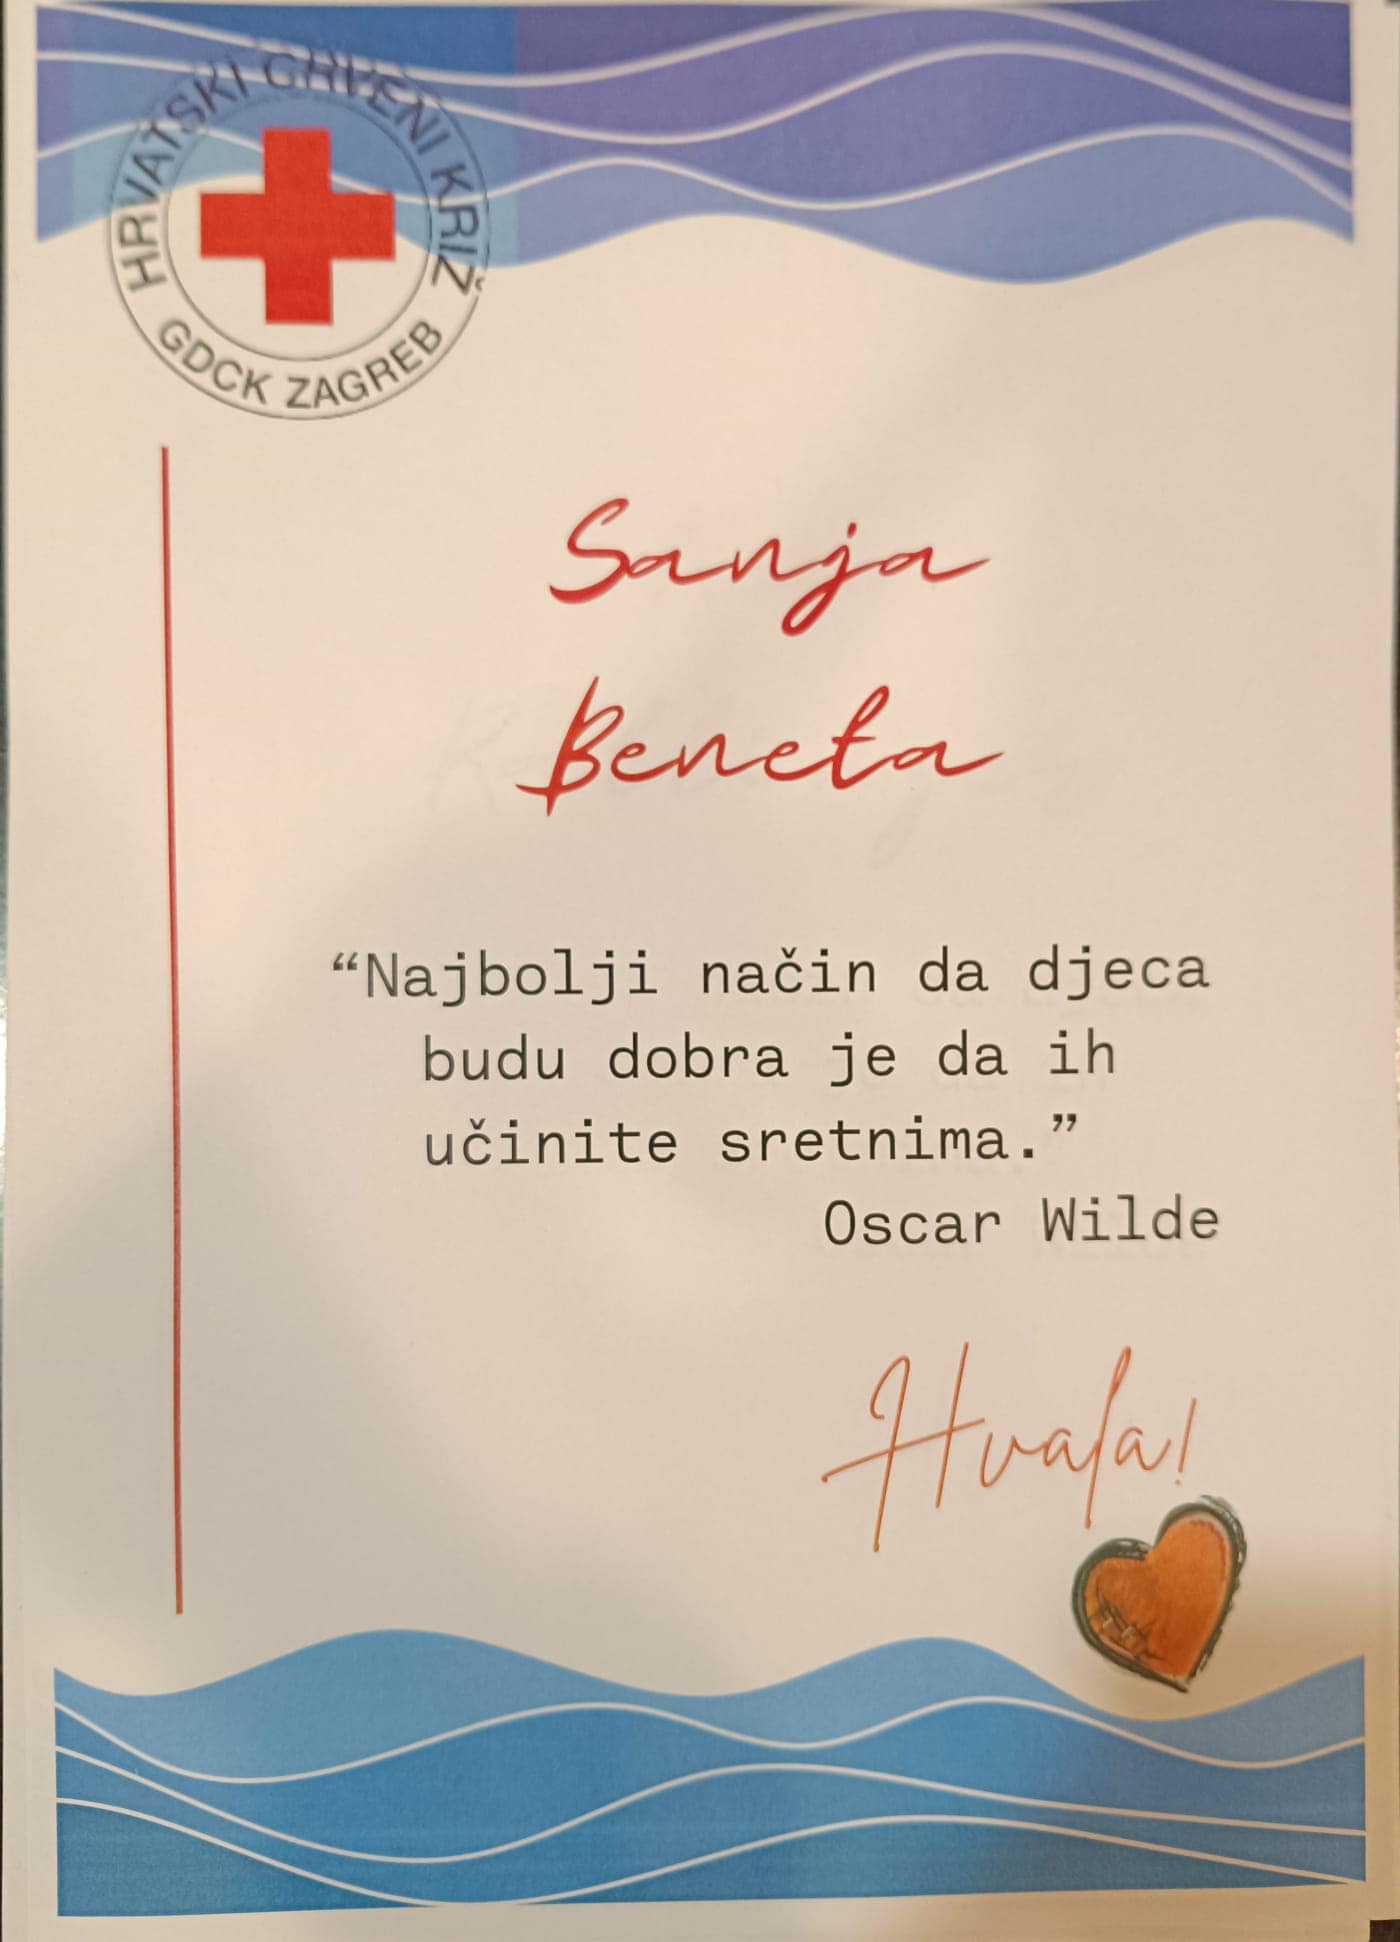 HRVATSKI CRVENI KRIŽ
GDCK ZAGREB
Sanja
Beneta
“Najbolji način da djeca
budu dobra je da ih
učinite sretnima.”
Oscar Wilde
Hvala!